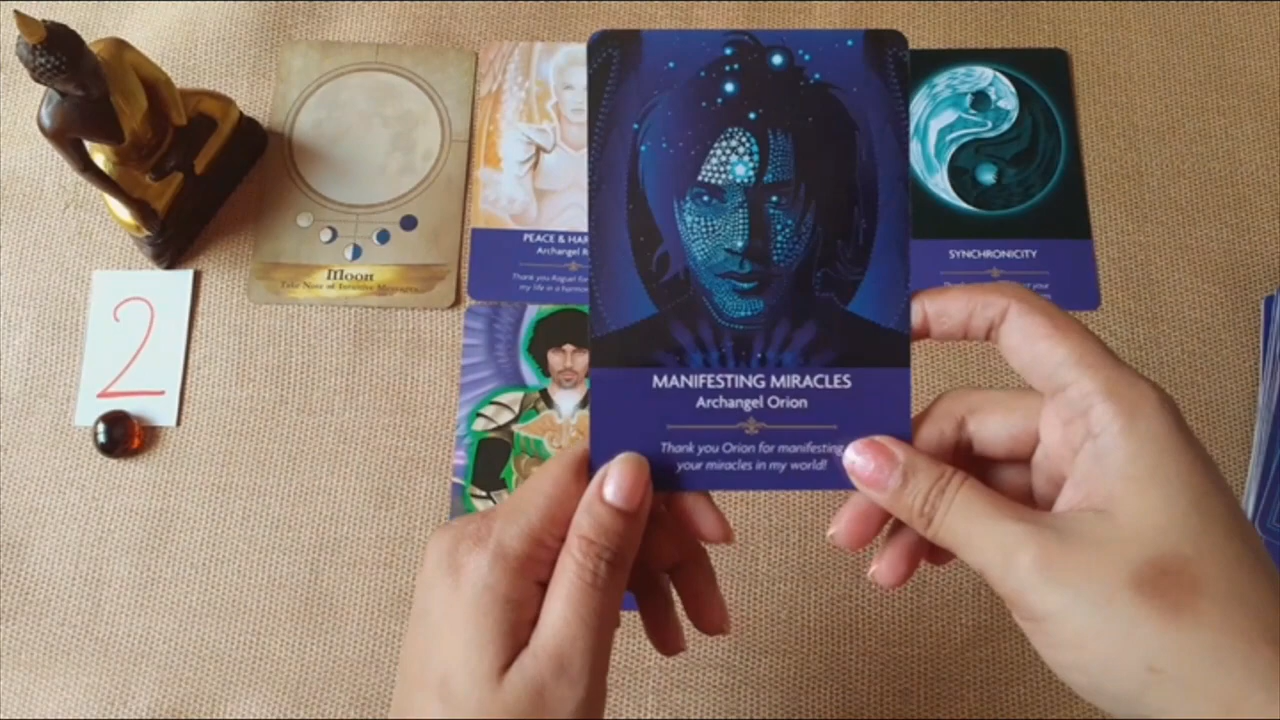 2
Moon
Take Note of Intuitive Messages
PEACE & HAR
Archangel R
Thank you Raguel for
my life in a harmo
MANIFESTING MIRACLES
Archangel Orion
Thank you Orion for manifesting
your miracles in my world!
SYNCHRONICITY